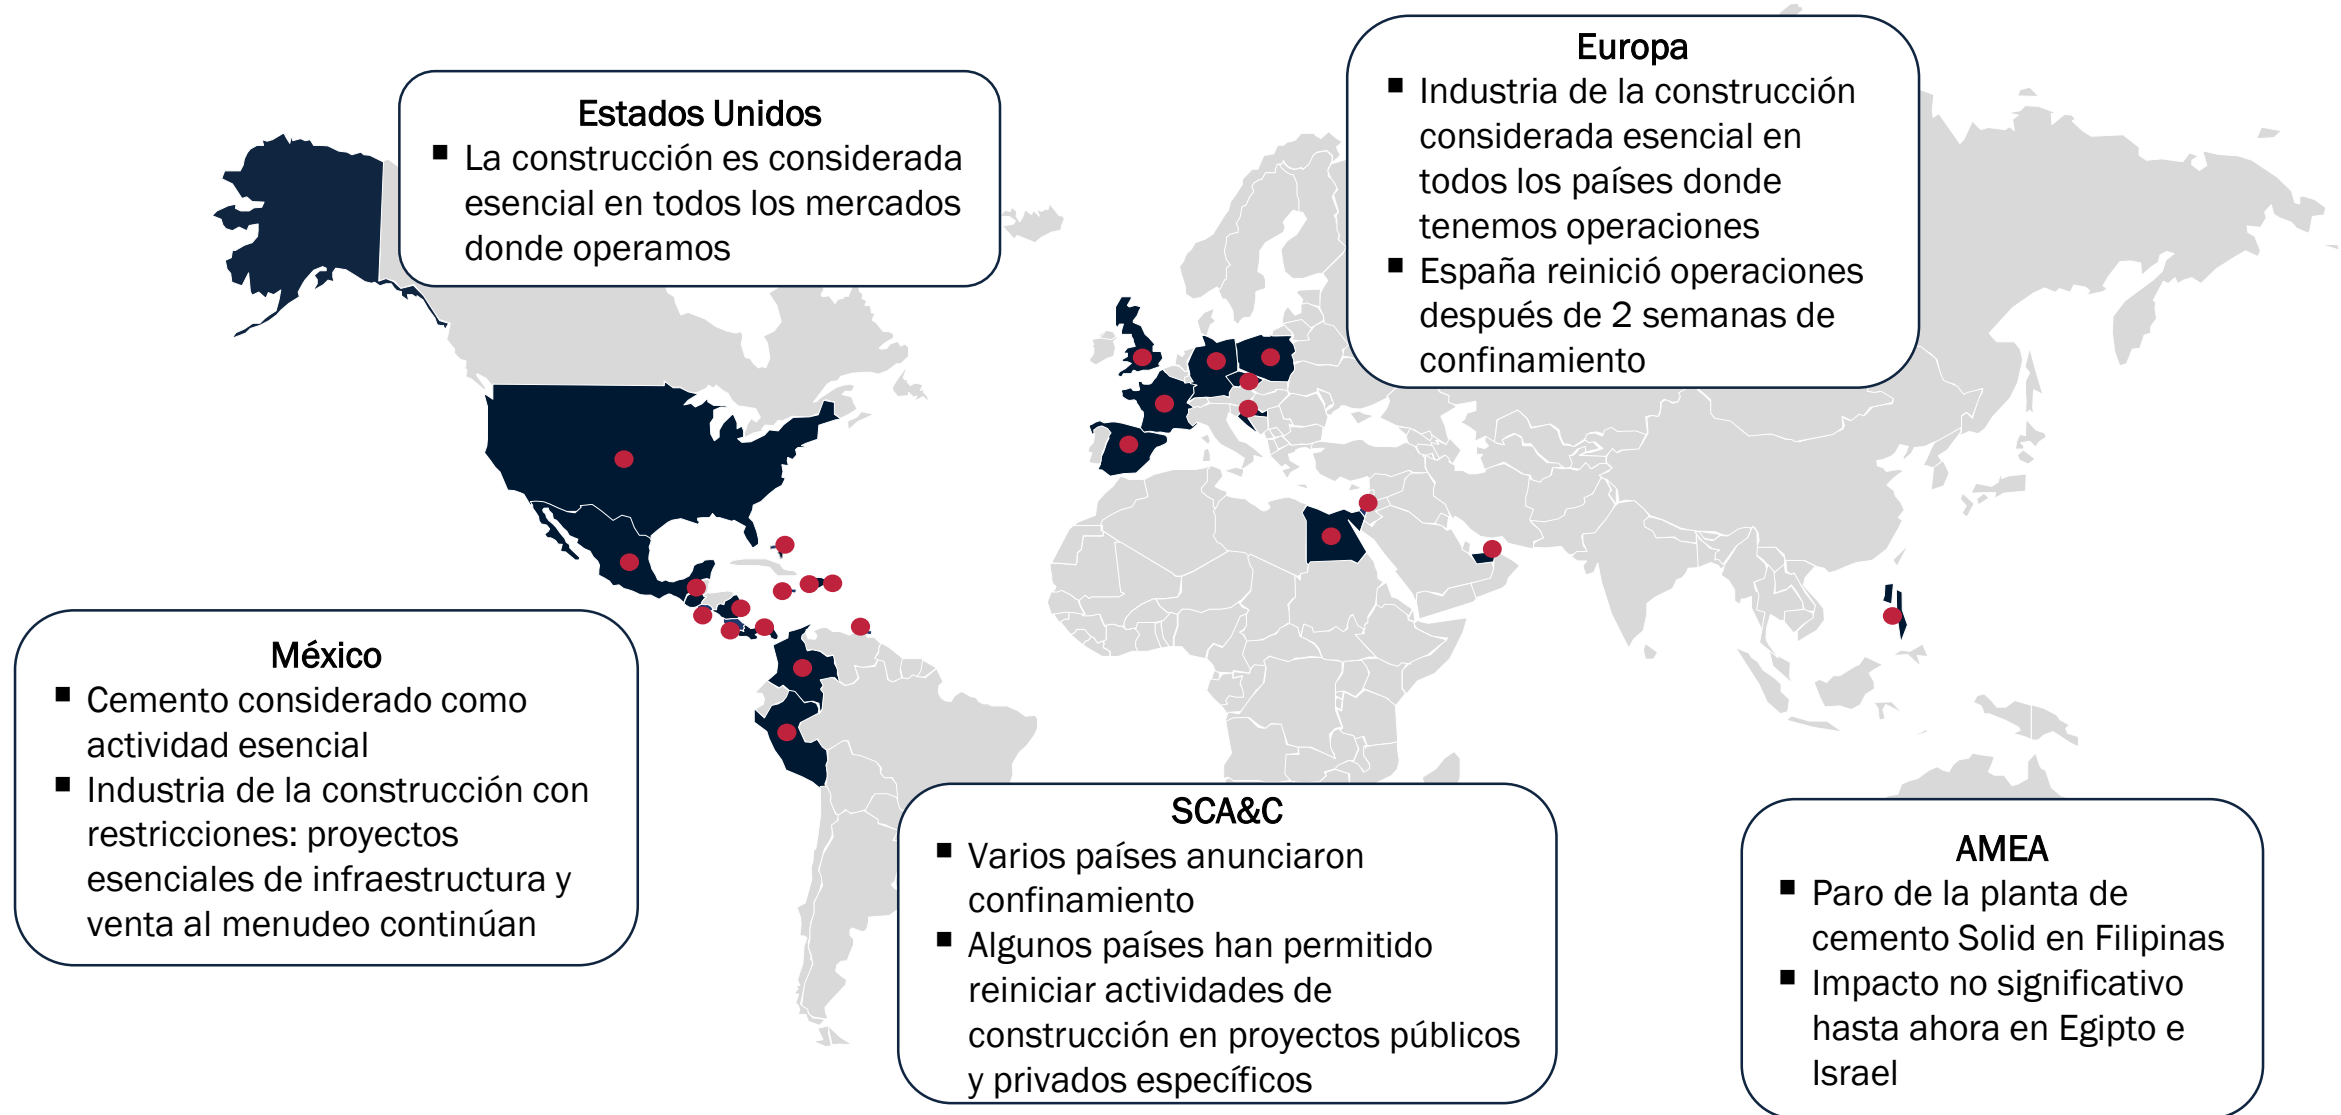 Estados Unidos
▪ La construcción es considerada
esencial en todos los mercados
donde operamos
Europa
▪ Industria de la construcción
considerada esencial en
todos los países donde
tenemos operaciones
▪ España reinició operaciones
después de 2 semanas de
confinamiento
México
▪ Cemento considerado como
actividad esencial
▪ Industria de la construcción con
restricciones: proyectos
esenciales de infraestructura y
venta al menudeo continúan
SCA&C
▪ Varios países anunciaron
confinamiento
▪ Algunos países han permitido
reiniciar actividades de
construcción en proyectos públicos
y privados específicos
AMEA
▪ Paro de la planta de
cemento Solid en Filipinas
▪ Impacto no significativo
hasta ahora en Egipto e
Israel